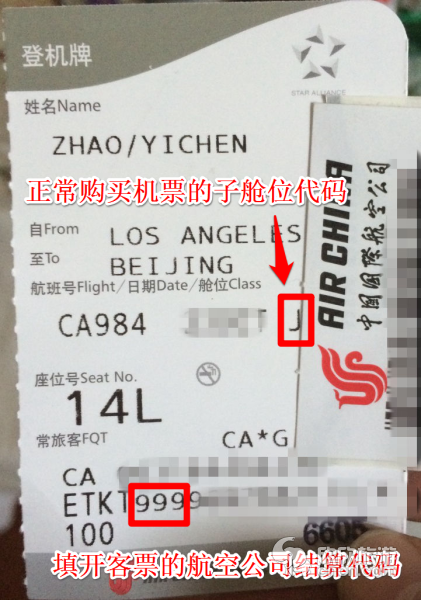 登机牌
STAR ALLIANCE
姓名Name
ZHAO/YICHEN
正常购买机票的子舱位代码
自From LOS ANGELES
至To BEIJING
航班号Flight/日期Date/舱位Class
CA984 J
座位号Seat No.
14L
常旅客FQT CA*G
CA
ETKT9999
100
填开客票的航空公司结算代码
AIR CHINA
中国国际航空公司